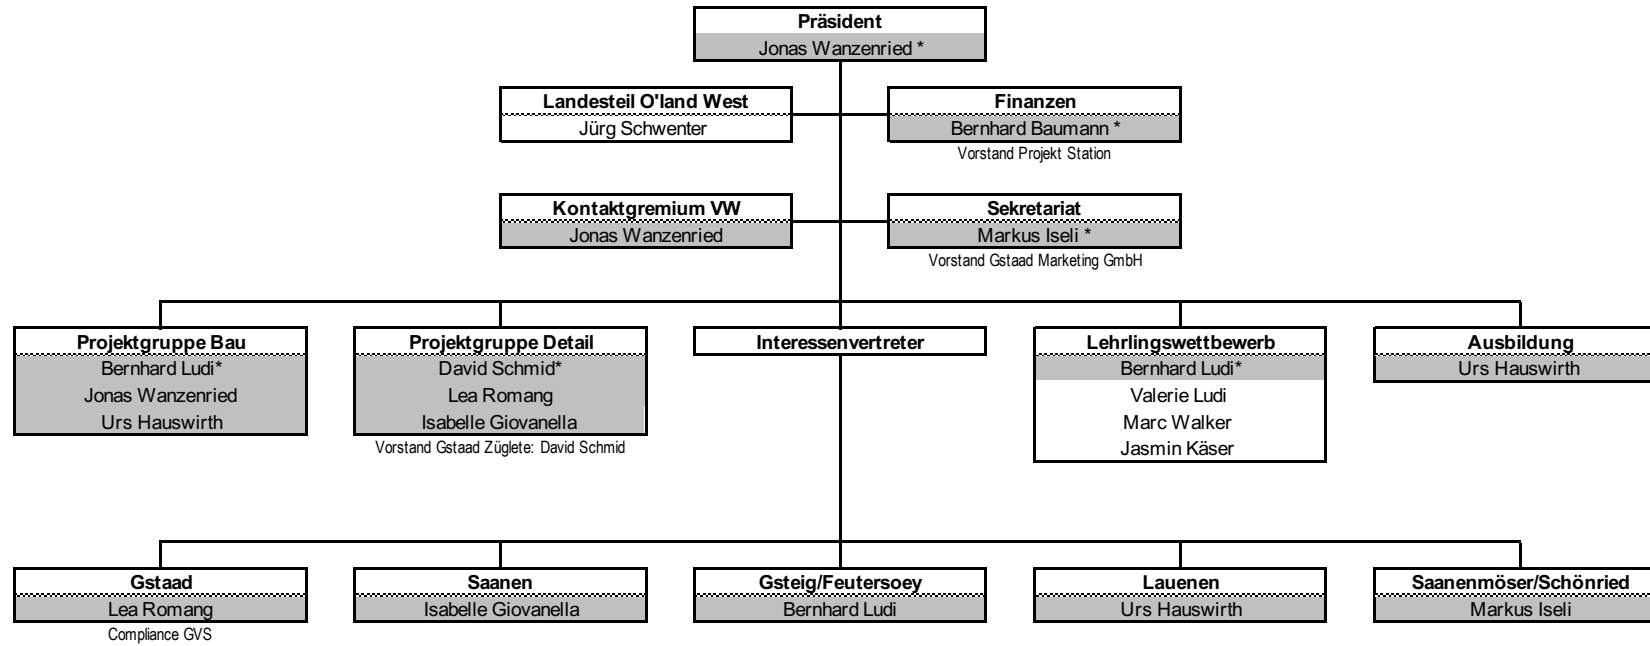 Präsident
Jonas Wanzenried *
Landesteil O'land West
Jürg Schwenter
Finanzen
Bernhard Baumann *
Vorstand Projekt Station
Kontaktgremium VW
Jonas Wanzenried
Sekretariat
Markus Iseli *
Vorstand Gstaad Marketing GmbH
Projektgruppe Bau
Bernhard Ludi*
Jonas Wanzenried
Urs Hauswirth
Projektgruppe Detail
David Schmid*
Lea Romang
Isabelle Giovanella
Vorstand Gstaad Züglete: David Schmid
Interessenvertreter
Lehrlingswettbewerb
Bernhard Ludi*
Valerie Ludi
Marc Walker
Jasmin Käser
Ausbildung
Urs Hauswirth
Gstaad
Lea Romang
Compliance GVS
Saanen
Isabelle Giovanella
Gsteig/Feutersoey
Bernhard Ludi
Lauenen
Urs Hauswirth
Saanenmöser/Schönried
Markus Iseli